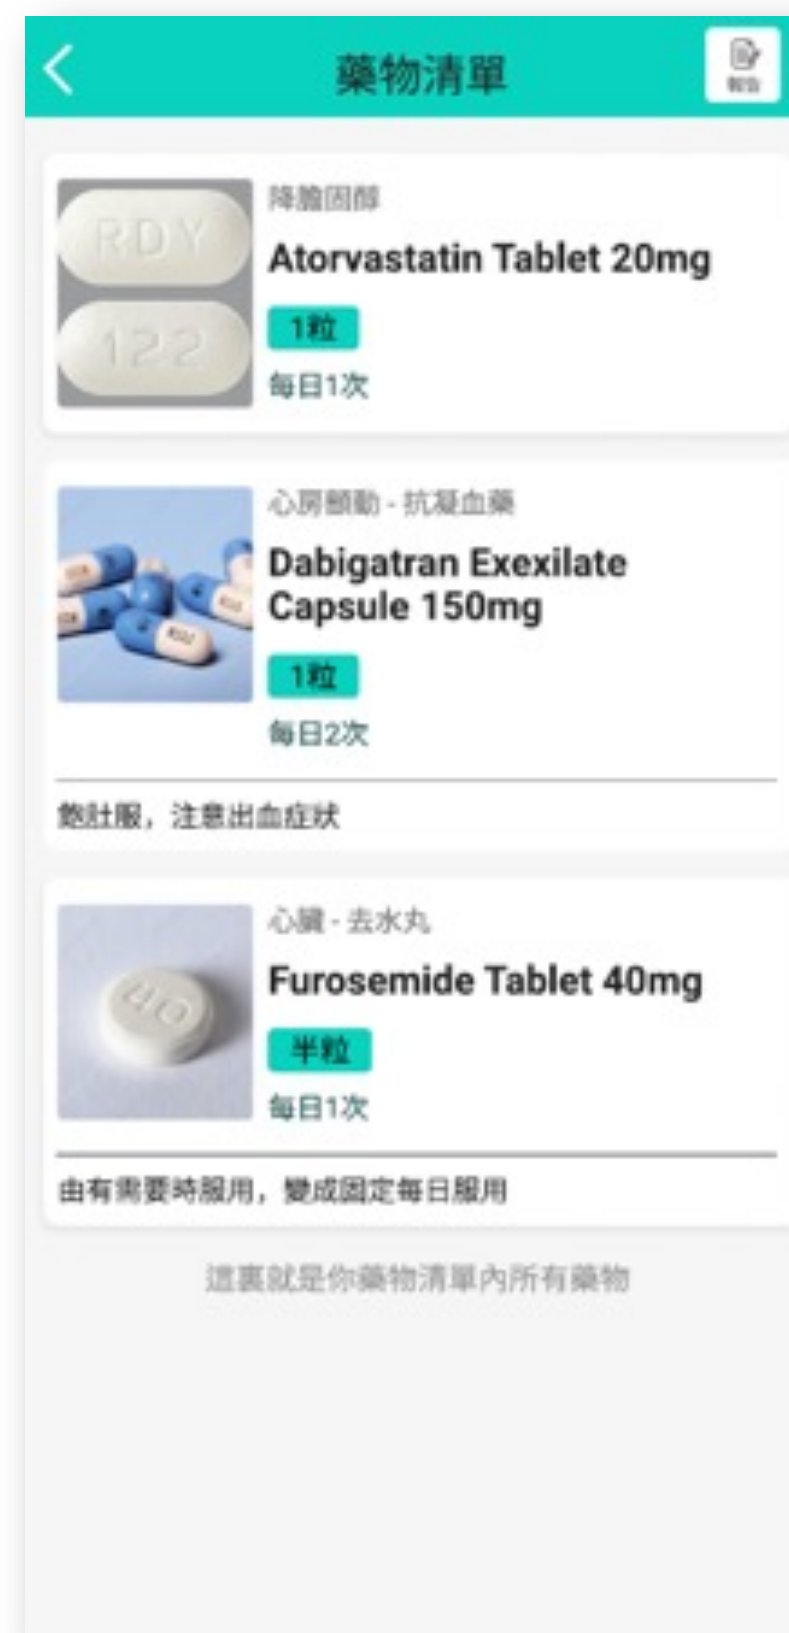 藥物清單
報告
降膽固醇
Atorvastatin Tablet 20mg
RDY
122
1粒
每日1次
心房顫動 - 抗凝血藥
Dabigatran Exexilate
Capsule 150mg
1粒
每日2次
飽肚服，注意出血症狀
心臟 - 去水丸
Furosemide Tablet 40mg
40
半粒
每日1次
由有需要時服用，變成固定每日服用
這裏就是你藥物清單內所有藥物